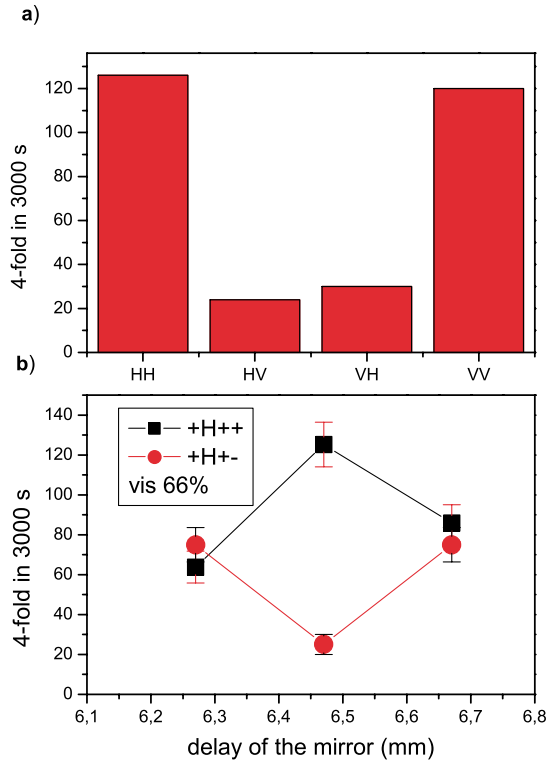 a)
4-fold in 3000 s
120
100
80
60
40
20
0
HH HV VH VV
b)
4-fold in 3000 s
140
120
100
80
60
40
20
0
+H++
+H+-
vis 66%
6,1 6,2 6,3 6,4 6,5 6,6 6,7 6,8
delay of the mirror (mm)